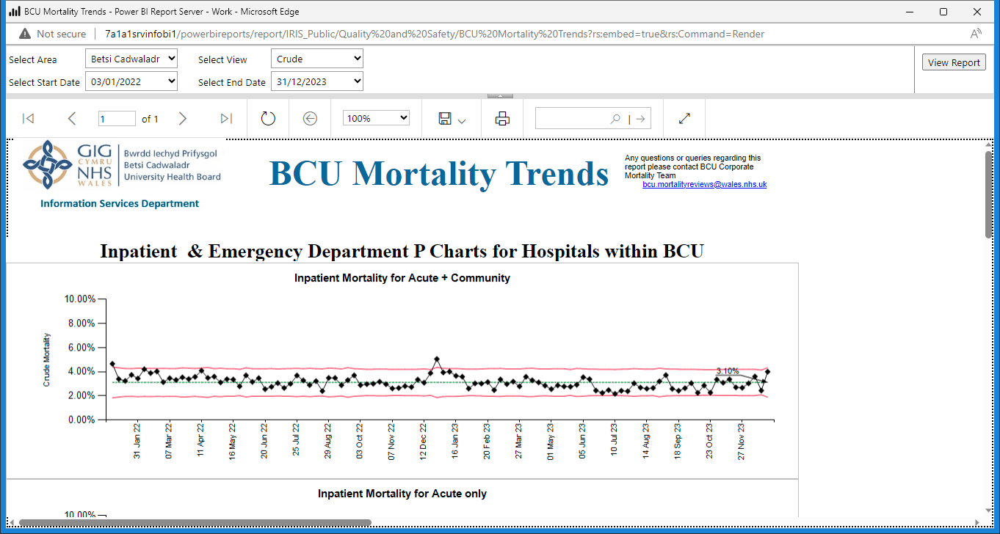 BCU Mortality Trends - Power BI Report Server - Work - Microsoft Edge
Not secure | 7a1a1srvinfobi1/powerbireports/report/IRIS_Public/Quality%20and%20Safety/BCU%20Mortality%20Trends?rs:embed=true&rs:Command=Render
Select Area Betsi Cadwaladr Select View Crude
View Report
Select Start Date 03/01/2022 Select End Date 31/12/2023
1 of 1 100%
GIG
CYMRU
NHS
WALES
Bwrdd Iechyd Prifysgol
Betsi Cadwaladr
University Health Board
Information Services Department
BCU Mortality Trends
Any questions or queries regarding this
report please contact BCU Corporate
Mortality Team
bcu.mortalityreviews@wales.nhs.uk
Inpatient & Emergency Department P Charts for Hospitals within BCU
Inpatient Mortality for Acute + Community
Crude Mortality
10.00%
8.00%
6.00%
4.00%
2.00%
0.00%
3.10%
31 Jan 22
07 Mar 22
11 Apr 22
16 May 22
20 Jun 22
25 Jul 22
29 Aug 22
03 Oct 22
07 Nov 22
12 Dec 22
16 Jan 23
20 Feb 23
27 Mar 23
01 May 23
05 Jun 23
10 Jul 23
14 Aug 23
18 Sep 23
23 Oct 23
27 Nov 23
Inpatient Mortality for Acute only
10.00%